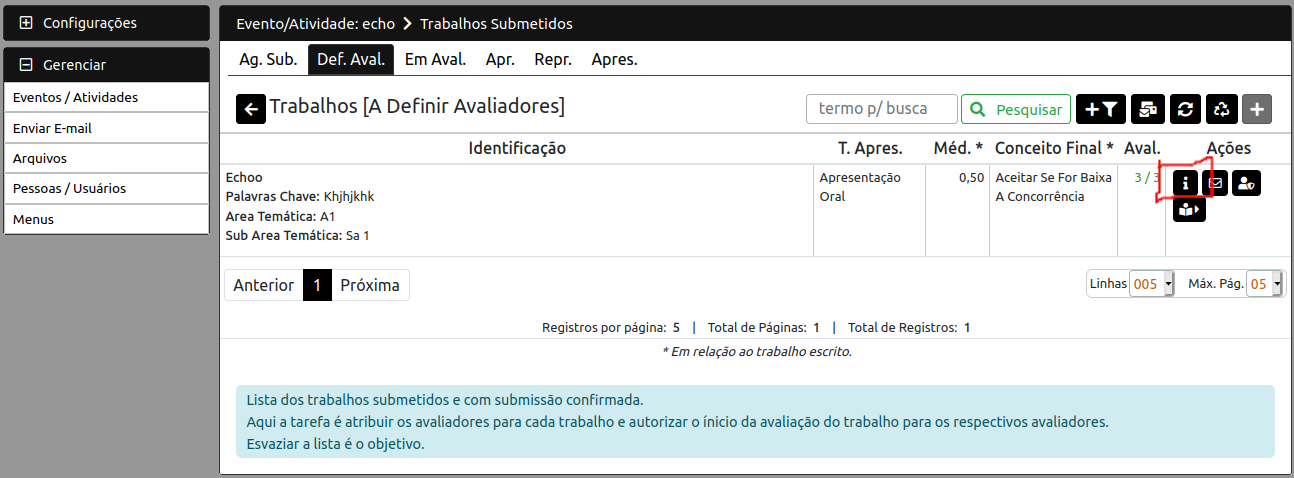 Configurações
Gerenciar
Eventos / Atividades
Enviar E-mail
Arquivos
Pessoas / Usuários
Menus
Evento/Atividade: echo > Trabalhos Submetidos
Ag. Sub. Def. Aval. Em Aval. Apr. Repr. Apres.
Trabalhos [A Definir Avaliadores] termo p/ busca Pesquisar
Identificação T. Apres. Méd. * Conceito Final * Aval. Ações
Echoo Apresentação 0,50 Aceitar Se For Baixa 3 / 3
Palavras Chave: Khjhjkhk Oral A Concorrência
Area Temática: A1
Sub Area Temática: Sa 1
Anterior 1 Próxima Linhas 005 Máx. Pág. 05
Registros por página: 5 | Total de Páginas: 1 | Total de Registros: 1
* Em relação ao trabalho escrito.
Lista dos trabalhos submetidos e com submissão confirmada.
Aqui a tarefa é atribuir os avaliadores para cada trabalho e autorizar o ínicio da avaliação do trabalho para os respectivos avaliadores.
Esvaziar a lista é o objetivo.